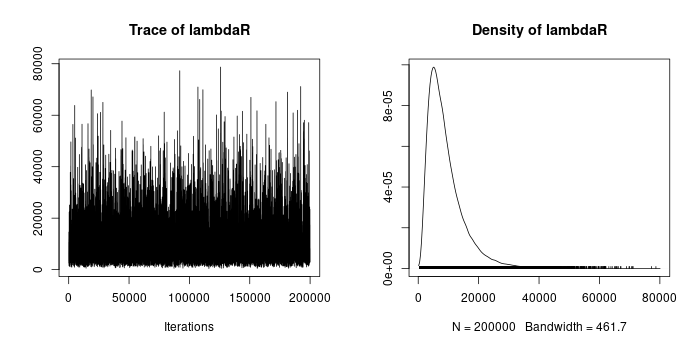 Trace of lambdaR
80000
60000
40000
20000
0
0 50000 100000 150000 200000
Iterations
Density of lambdaR
8e-05
4e-05
0e+00
0 20000 40000 60000 80000
N = 200000 Bandwidth = 461.7